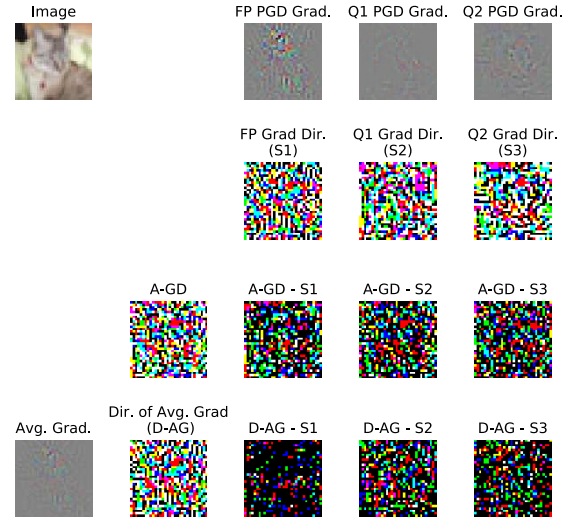 Image
FP PGD Grad.
Q1 PGD Grad.
Q2 PGD Grad.
FP Grad Dir.
(S1)
Q1 Grad Dir.
(S2)
Q2 Grad Dir.
(S3)
A-GD
A-GD - S1
A-GD - S2
A-GD - S3
Avg. Grad.
Dir. of Avg. Grad
(D-AG)
D-AG - S1
D-AG - S2
D-AG - S3